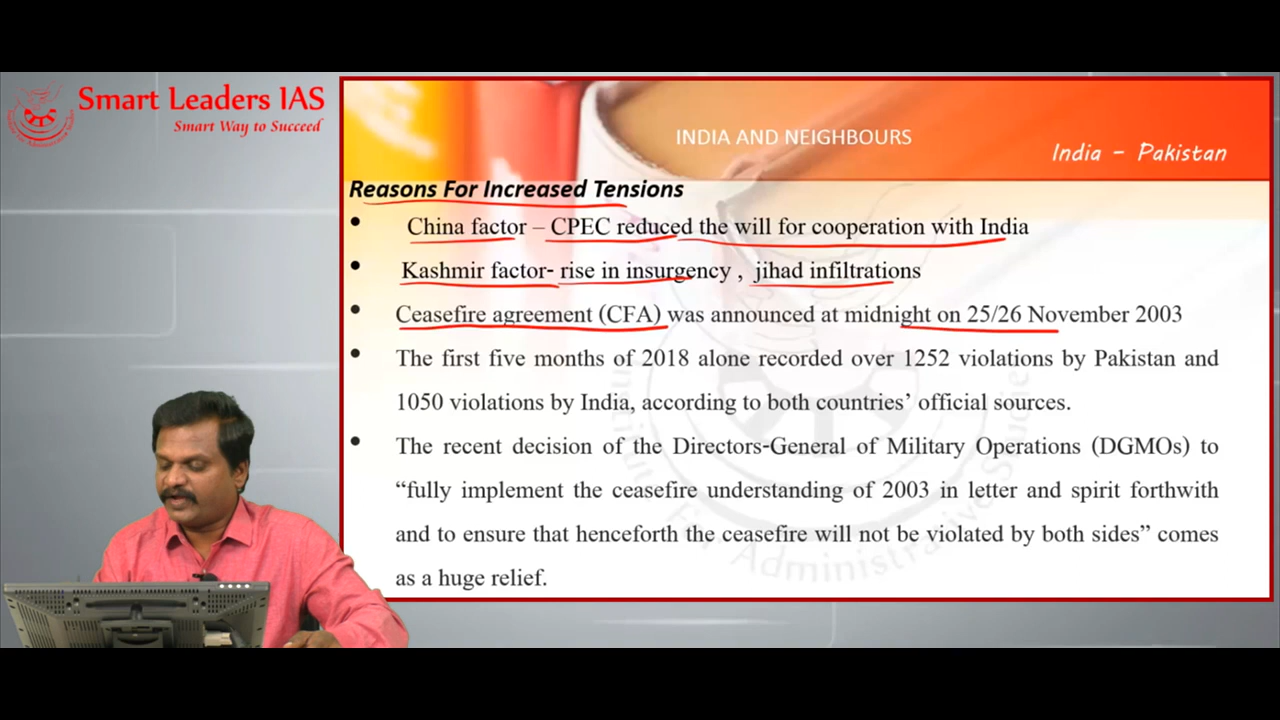 Smart Leaders IAS
Smart Way to Succeed
INDIA AND NEIGHBOURS
India – Pakistan
Reasons For Increased Tensions
• China factor – CPEC reduced the will for cooperation with India
• Kashmir factor- rise in insurgency , jihad infiltrations
• Ceasefire agreement (CFA) was announced at midnight on 25/26 November 2003
• The first five months of 2018 alone recorded over 1252 violations by Pakistan and
1050 violations by India, according to both countries’ official sources.
• The recent decision of the Directors-General of Military Operations (DGMOs) to
“fully implement the ceasefire understanding of 2003 in letter and spirit forthwith
and to ensure that henceforth the ceasefire will not be violated by both sides” comes
as a huge relief.